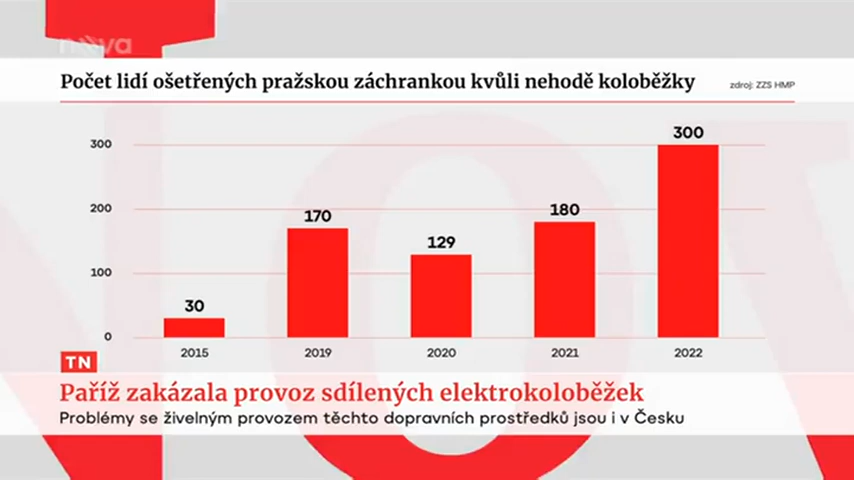 nova
Počet lidí ošetřených pražskou záchrankou kvůli nehodě koloběžky
zdroj: ZZS HMP
300
200
100
0
30
170
129
180
300
2015
2019
2020
2021
2022
TN
Paříž zakázala provoz sdílených elektrokoloběžek
Problémy se živelným provozem těchto dopravních prostředků jsou i v Česku